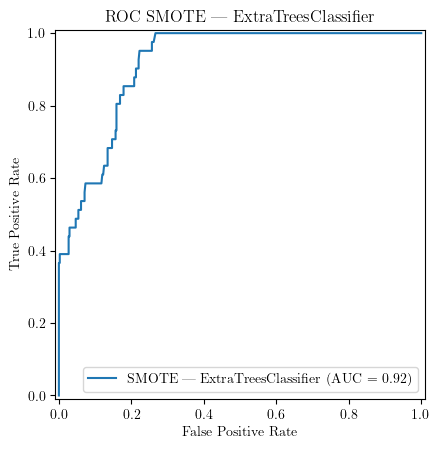 ROC SMOTE — ExtraTreesClassifier
1.0
0.8
0.6
0.4
0.2
0.0
True Positive Rate
SMOTE — ExtraTreesClassifier (AUC = 0.92)
0.0 0.2 0.4 0.6 0.8 1.0
False Positive Rate